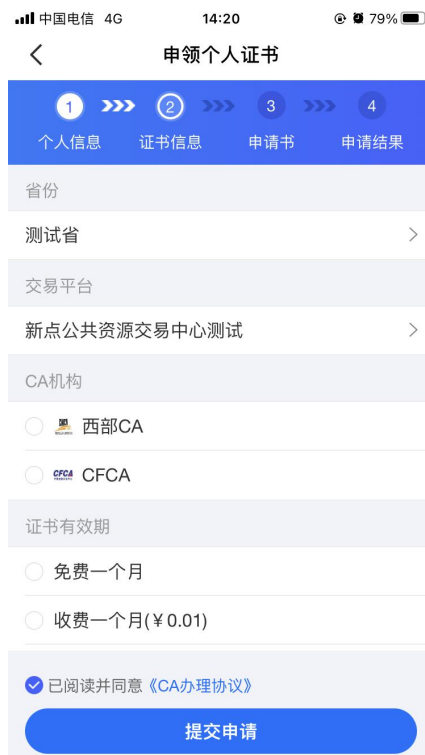 中国电信 4G 14:20 79%
申领个人证书
1 2 3 4
个人信息 证书信息 申请书 申请结果
省份
测试省
交易平台
新点公共资源交易中心测试
CA机构
西部CA
CFCA CFCA
证书有效期
免费一个月
收费一个月(￥0.01)
已阅读并同意《CA办理协议》
提交申请